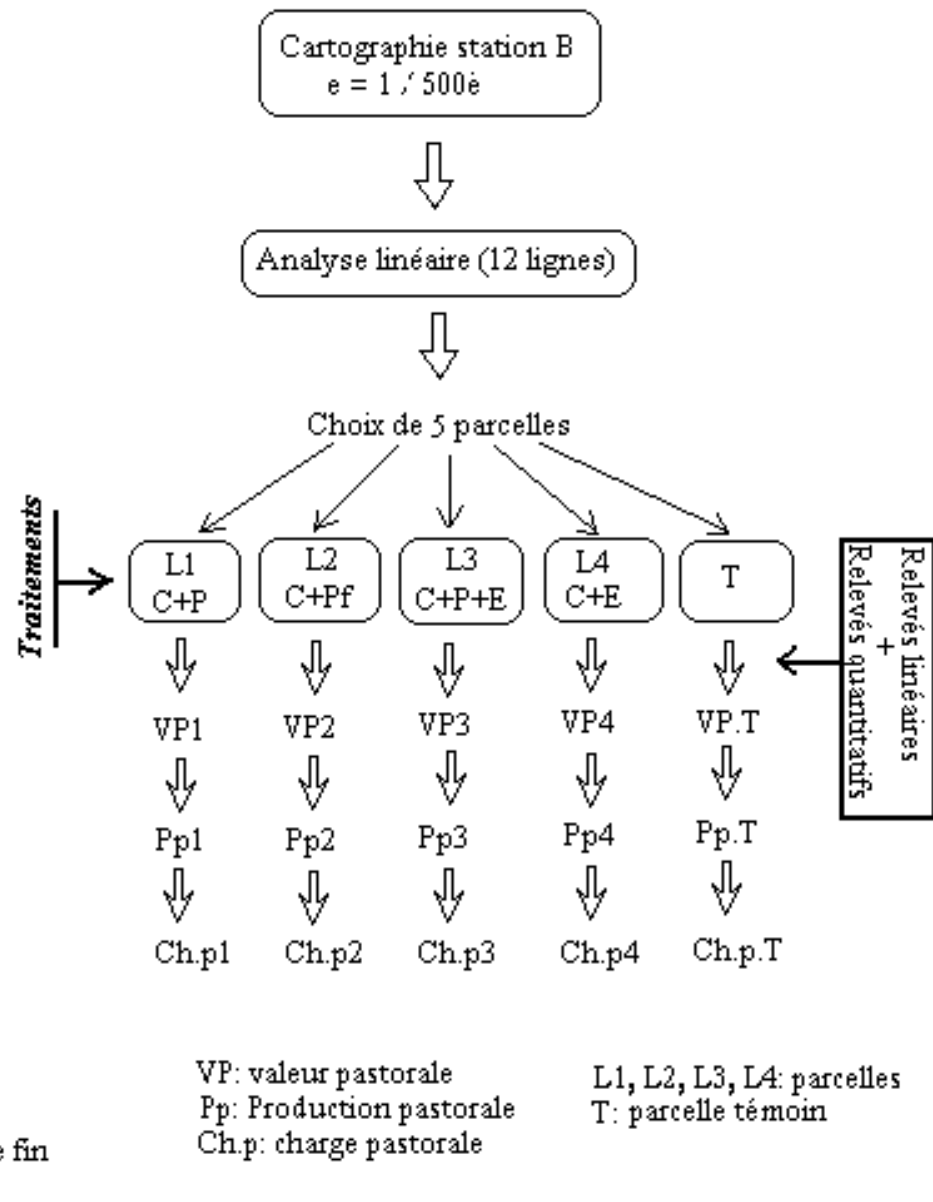 Cartographie station B
e = 1 / 500è
Analyse linéaire (12 lignes)
Choix de 5 parcelles
Traitements
L1
C+P
L2
C+Pf
L3
C+P+E
L4
C+E
T
Relevés linéaires
+
Relevés quantitatifs
VP1 VP2 VP3 VP4 VP.T
Pp1 Pp2 Pp3 Pp4 Pp.T
Ch.p1 Ch.p2 Ch.p3 Ch.p4 Ch.p.T
VP: valeur pastorale
Pp: Production pastorale
Ch.p: charge pastorale
L1, L2, L3, L4: parcelles
T: parcelle témoin
e fin